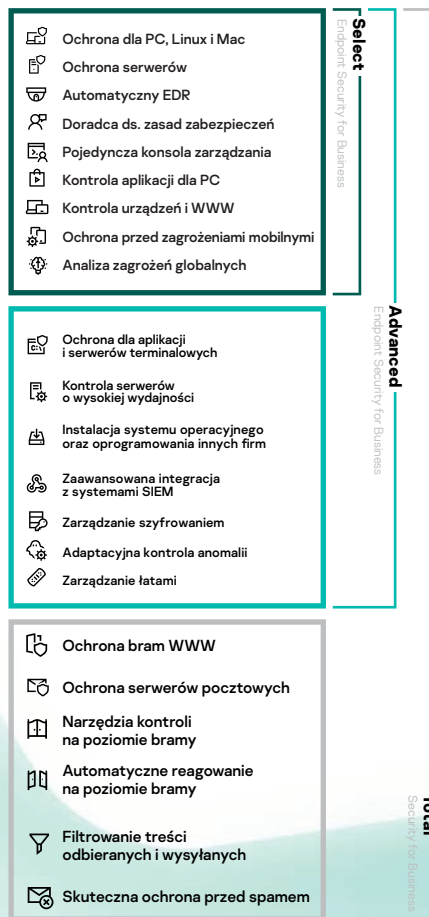 Ochrona dla PC, Linux i Mac
Ochrona serwerów
Automatyczny EDR
Doradca ds. zasad zabezpieczeń
Pojedyncza konsola zarządzania
Kontrola aplikacji dla PC
Kontrola urządzeń i WWW
Ochrona przed zagrożeniami mobilnymi
Analiza zagrożeń globalnych
Select
Endpoint Security for Business
Ochrona dla aplikacji
i serwerów terminalowych
Kontrola serwerów
o wysokiej wydajności
Instalacja systemu operacyjnego
oraz oprogramowania innych firm
Zaawansowana integracja
z systemami SIEM
Zarządzanie szyfrowaniem
Adaptacyjna kontrola anomalii
Zarządzanie łatami
Advanced
Endpoint Security for Business
Ochrona bram WWW
Ochrona serwerów pocztowych
Narzędzia kontroli
na poziomie bramy
Automatyczne reagowanie
na poziomie bramy
Filtrowanie treści
odbieranych i wysyłanych
Skuteczna ochrona przed spamem
Total
Security for Business